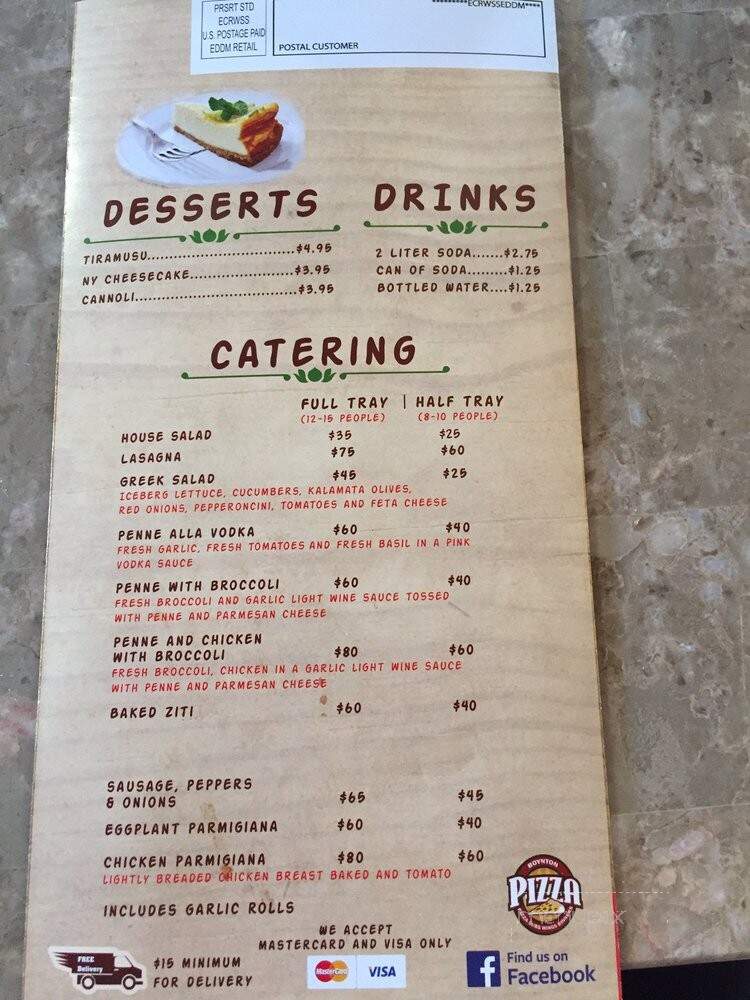 PRSRT STD
ECRWSS
U.S. POSTAGE PAID
EDDM RETAIL
*********ECRWSSEDDM****
POSTAL CUSTOMER
DESSERTS
TIRAMUSU..............................$4.95
NY CHEESECAKE.....................$3.95
CANNOLI.................................$3.95
DRINKS
2 LITER SODA.......$2.75
CAN OF SODA.........$1.25
BOTTLED WATER....$1.25
CATERING
FULL TRAY | HALF TRAY
(12-15 PEOPLE) (8-10 PEOPLE)
HOUSE SALAD $35 $25
LASAGNA $75 $60
GREEK SALAD $45 $25
ICEBERG LETTUCE, CUCUMBERS, KALAMATA OLIVES,
RED ONIONS, PEPPERONCINI, TOMATOES AND FETA CHEESE
PENNE ALLA VODKA $60 $40
FRESH GARLIC, FRESH TOMATOES AND FRESH BASIL IN A PINK
VODKA SAUCE
PENNE WITH BROCCOLI $60 $40
FRESH BROCCOLI AND GARLIC LIGHT WINE SAUCE TOSSED
WITH PENNE AND PARMESAN CHEESE
PENNE AND CHICKEN
WITH BROCCOLI $80 $60
FRESH BROCCOLI, CHICKEN IN A GARLIC LIGHT WINE SAUCE
WITH PENNE AND PARMESAN CHEESE
BAKED ZITI $60 $40
SAUSAGE, PEPPERS
& ONIONS $65 $45
EGGPLANT PARMIGIANA $60 $40
CHICKEN PARMIGIANA $80 $60
LIGHTLY BREADED CHICKEN BREAST BAKED AND TOMATO
INCLUDES GARLIC ROLLS
BOYNTON
PIZZA
WE ACCEPT
MASTERCARD AND VISA ONLY
FREE
Delivery
$15 MINIMUM
FOR DELIVERY
MasterCard
VISA
Find us on
Facebook